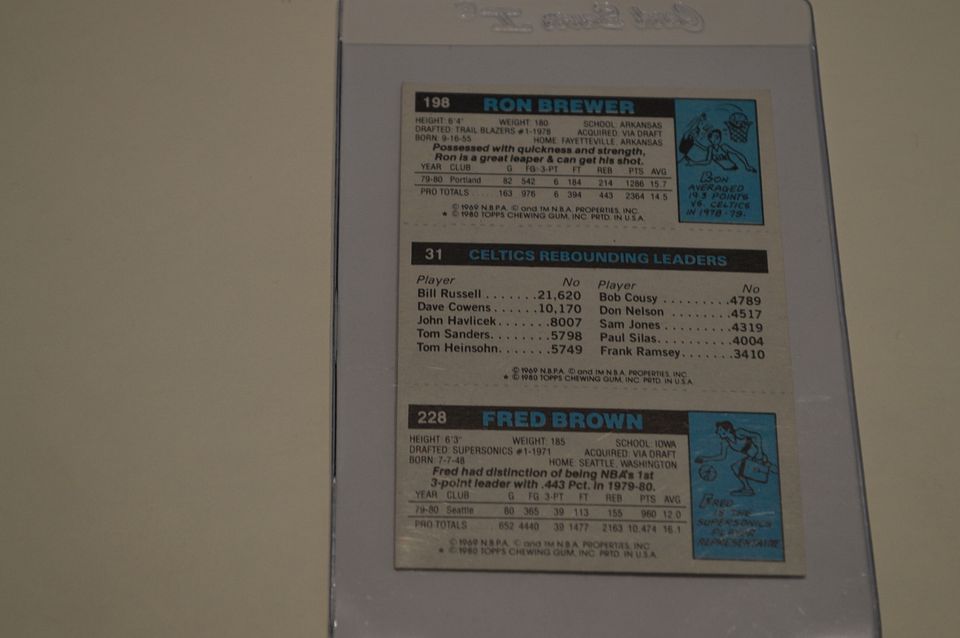 198 RON BREWER
HEIGHT: 6'4" WEIGHT: 180 SCHOOL: ARKANSAS
DRAFTED: TRAIL BLAZERS #1-1978 ACQUIRED: VIA DRAFT
BORN: 9-16-55 HOME: FAYETTEVILLE, ARKANSAS
Possessed with quickness and strength,
Ron is a great leaper & can get his shot.
YEAR CLUB G FG 3-PT FT REB PTS AVG
79-80 Portland 82 542 6 184 214 1286 15.7
PRO TOTALS 163 976 6 394 443 2364 14.5
© 1969 N.B.P.A. © and TM N.B.A. PROPERTIES, INC.
★ © 1980 TOPPS CHEWING GUM, INC. PRTD. IN U.S.A.
RON
AVERAGED
19.3 POINTS
VS. CELTICS
IN 1978-79.
31 CELTICS REBOUNDING LEADERS
Player No Player No
Bill Russell.......21,620 Bob Cousy.........4789
Dave Cowens......10,170 Don Nelson........4517
John Havlicek.......8007 Sam Jones........4319
Tom Sanders........5798 Paul Silas..........4004
Tom Heinsohn.......5749 Frank Ramsey.......3410
© 1969 N.B.P.A. © and TM N.B.A. PROPERTIES, INC.
★ © 1980 TOPPS CHEWING GUM, INC. PRTD. IN U.S.A.
228 FRED BROWN
HEIGHT: 6'3" WEIGHT: 185 SCHOOL: IOWA
DRAFTED: SUPERSONICS #1-1971 ACQUIRED: VIA DRAFT
BORN: 7-7-48 HOME: SEATTLE, WASHINGTON
Fred had distinction of being NBA's 1st
3-point leader with .443 Pct. in 1979-80.
YEAR CLUB G FG 3-PT FT REB PTS AVG
79-80 Seattle 80 365 39 113 155 960 12.0
PRO TOTALS 652 4440 39 1477 2163 10,474 16.1
© 1969 N.B.P.A. © and TM N.B.A. PROPERTIES, INC.
★ © 1980 TOPPS CHEWING GUM, INC. PRTD. IN U.S.A.
FRED
IS THE
SUPERSONICS
PLAYER
REPRESENTATIVE